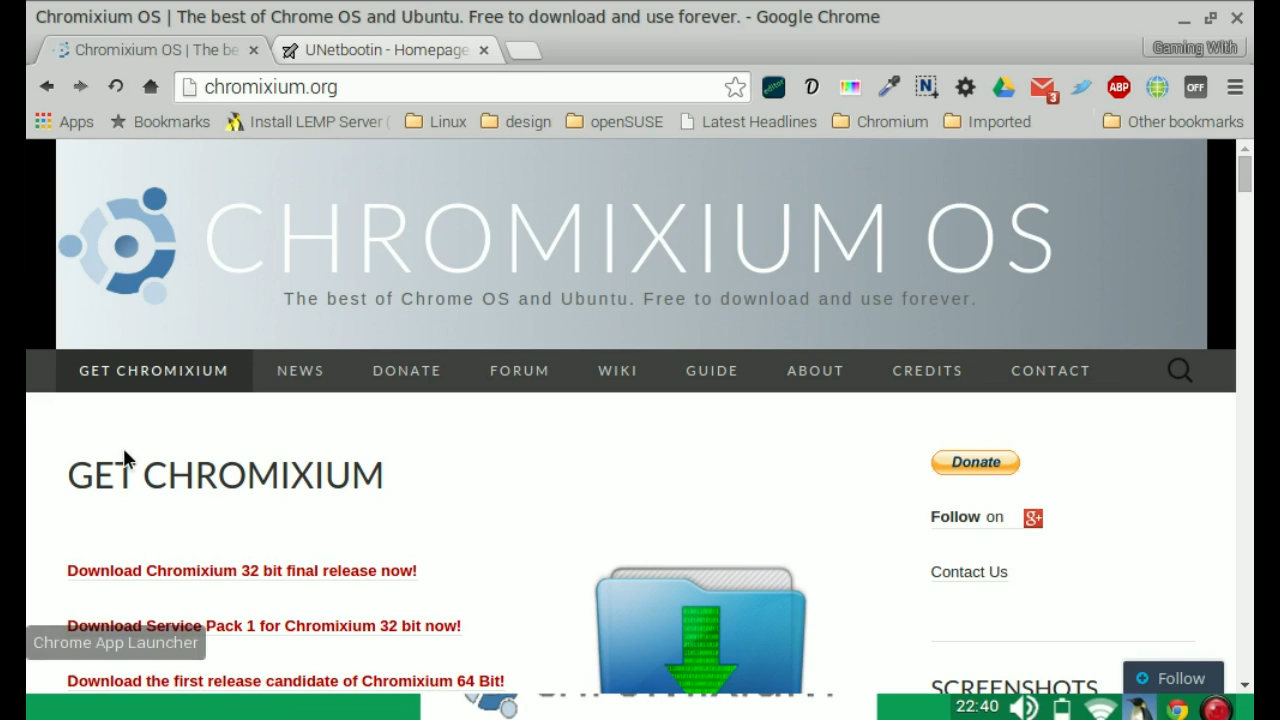 Chromixium OS | The best of Chrome OS and Ubuntu. Free to download and use forever. - Google Chrome
Chromixium OS | The be
UNetbootin - Homepage
Gaming With
chromixium.org
editor
D
N
3
ABP
OFF
Apps
Bookmarks
Install LEMP Server (
Linux
design
openSUSE
Latest Headlines
Chromium
Imported
Other bookmarks
CHROMIXIUM OS
The best of Chrome OS and Ubuntu. Free to download and use forever.
GET CHROMIXIUM
NEWS
DONATE
FORUM
WIKI
GUIDE
ABOUT
CREDITS
CONTACT
GET CHROMIXIUM
Donate
Follow on g+
Download Chromixium 32 bit final release now!
Contact Us
Download Service Pack 1 for Chromixium 32 bit now!
Chrome App Launcher
Download the first release candidate of Chromixium 64 Bit!
SCREENSHOTS
Follow
22:40